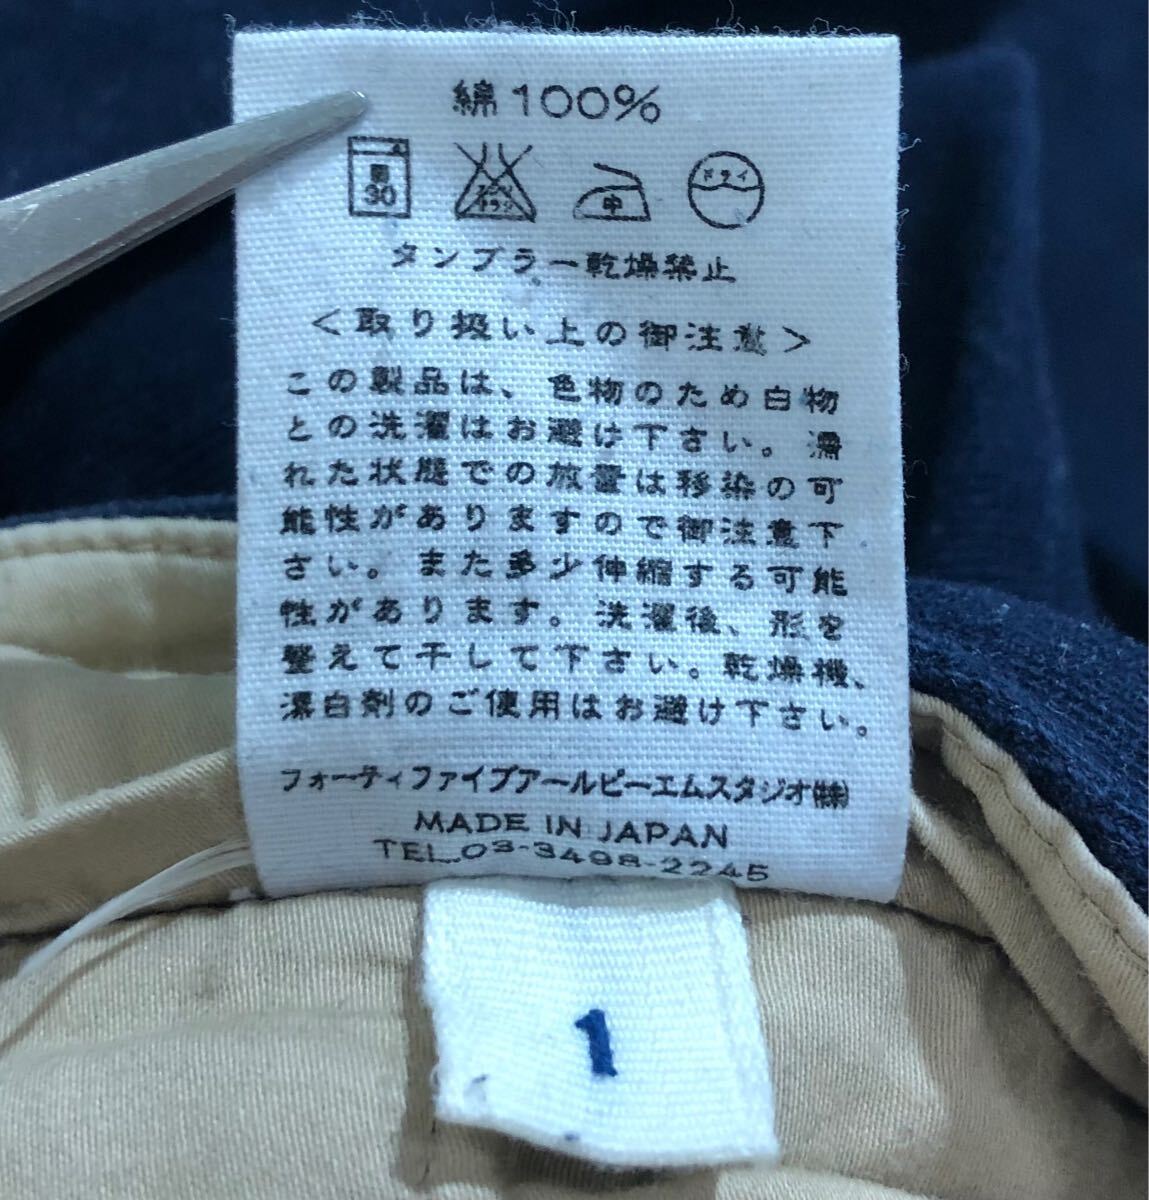 綿100%
弱
30
エンソ
サラシ
中
ドライ
タンブラー乾燥禁止
<取り扱い上の御注意>
この製品は、色物のため白物
との洗濯はお避け下さい。濡
れた状態での放置は移染の可
能性がありますので御注意下
さい。また多少伸縮する可能
性があります。洗濯後、形を
整えて干して下さい。乾燥機、
漂白剤のご使用はお避け下さい。
フォーティファイブアールピーエムスタジオ㈱
MADE IN JAPAN
TEL.03-3498-2245
1